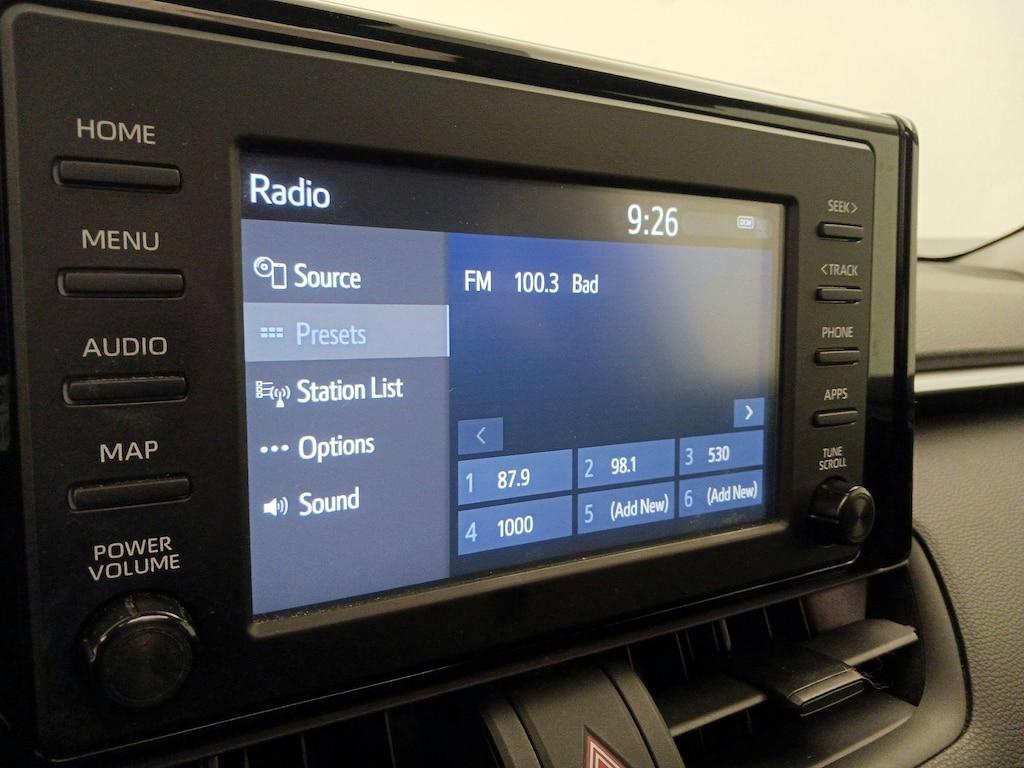 HOME
MENU
AUDIO
MAP
POWER
VOLUME
Radio
9:26
DCM
Source
Presets
Station List
Options
Sound
FM 100.3 Bad
<
>
1 87.9
2 98.1
3 530
4 1000
5 (Add New)
6 (Add New)
SEEK >
< TRACK
PHONE
APPS
TUNE
SCROLL